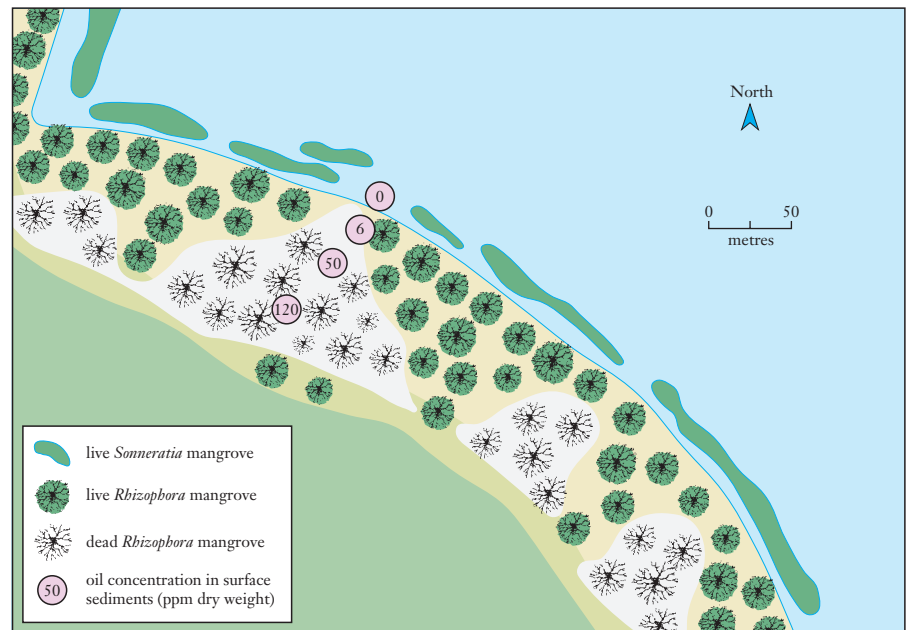 North
0 50
metres
0
6
50
120
live Sonneratia mangrove
live Rhizophora mangrove
dead Rhizophora mangrove
50
oil concentration in surface
sediments (ppm dry weight)